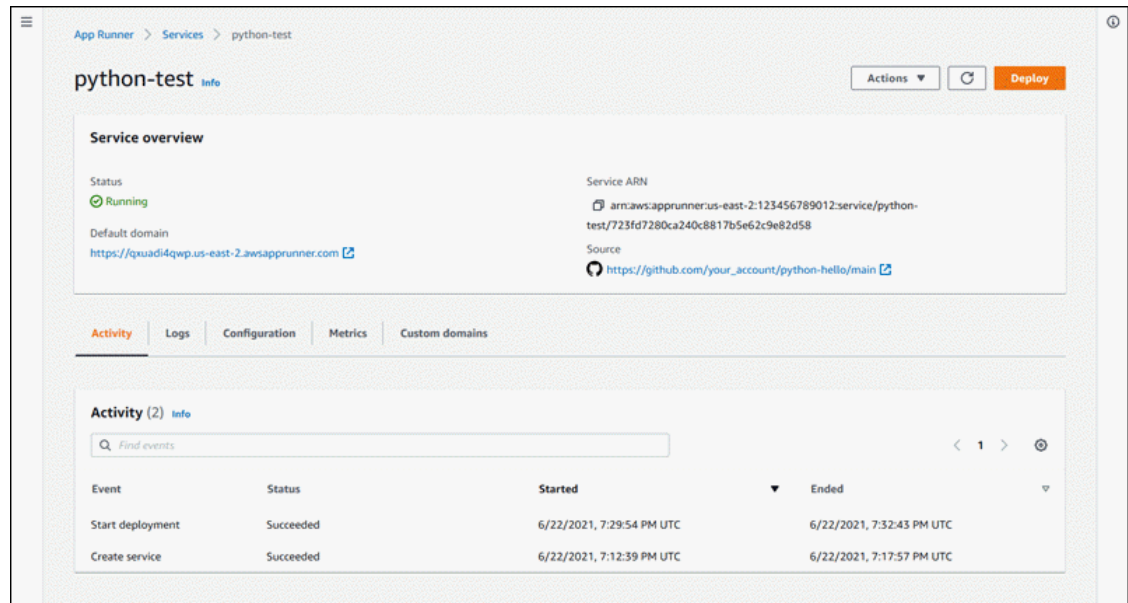 App Runner > Services > python-test
python-test Info
Actions ▼ Deploy
Service overview
Status
Running
Default domain
https://qxuadi4qwp.us-east-2.awsapprunner.com
Service ARN
arn:aws:apprunner:us-east-2:123456789012:service/python-
test/723fd7280ca240c8817b5e62c9e82d58
Source
https://github.com/your_account/python-hello/main
Activity Logs Configuration Metrics Custom domains
Activity (2) Info
Find events
< 1 >
Event Status Started Ended
Start deployment Succeeded 6/22/2021, 7:29:54 PM UTC 6/22/2021, 7:32:43 PM UTC
Create service Succeeded 6/22/2021, 7:12:39 PM UTC 6/22/2021, 7:17:57 PM UTC